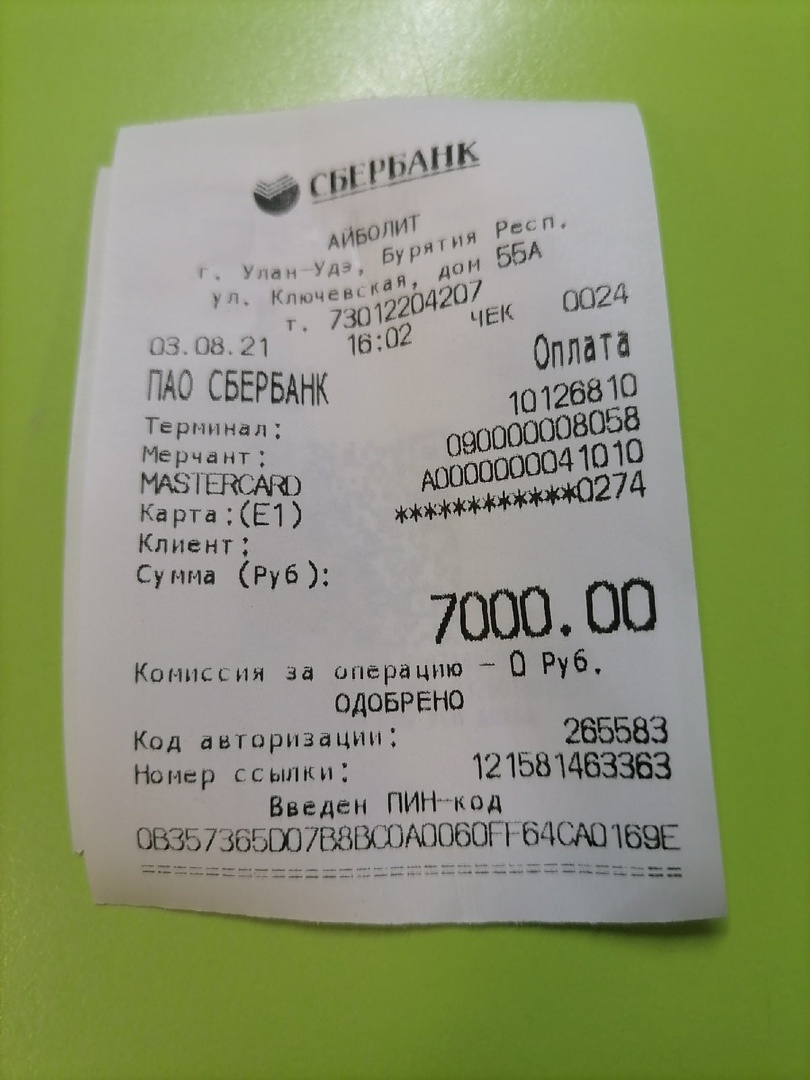 СБЕРБАНК
АЙБОЛИТ
г. Улан-Удэ, Бурятия Респ.
ул. Ключевская, дом 55А
т. 73012204207
03.08.21 16:02 ЧЕК 0024
ПАО СБЕРБАНК Оплата
Терминал: 10126810
Мерчант: 090000008058
MASTERCARD A0000000041010
Карта:(E1) ************0274
Клиент:
Сумма (Руб):
7000.00
Комиссия за операцию - 0 Руб.
ОДОБРЕНО
Код авторизации: 265583
Номер ссылки: 121581463363
Введен ПИН-код
0B357365D07B8BC0A0060FF64CA0169E
================================